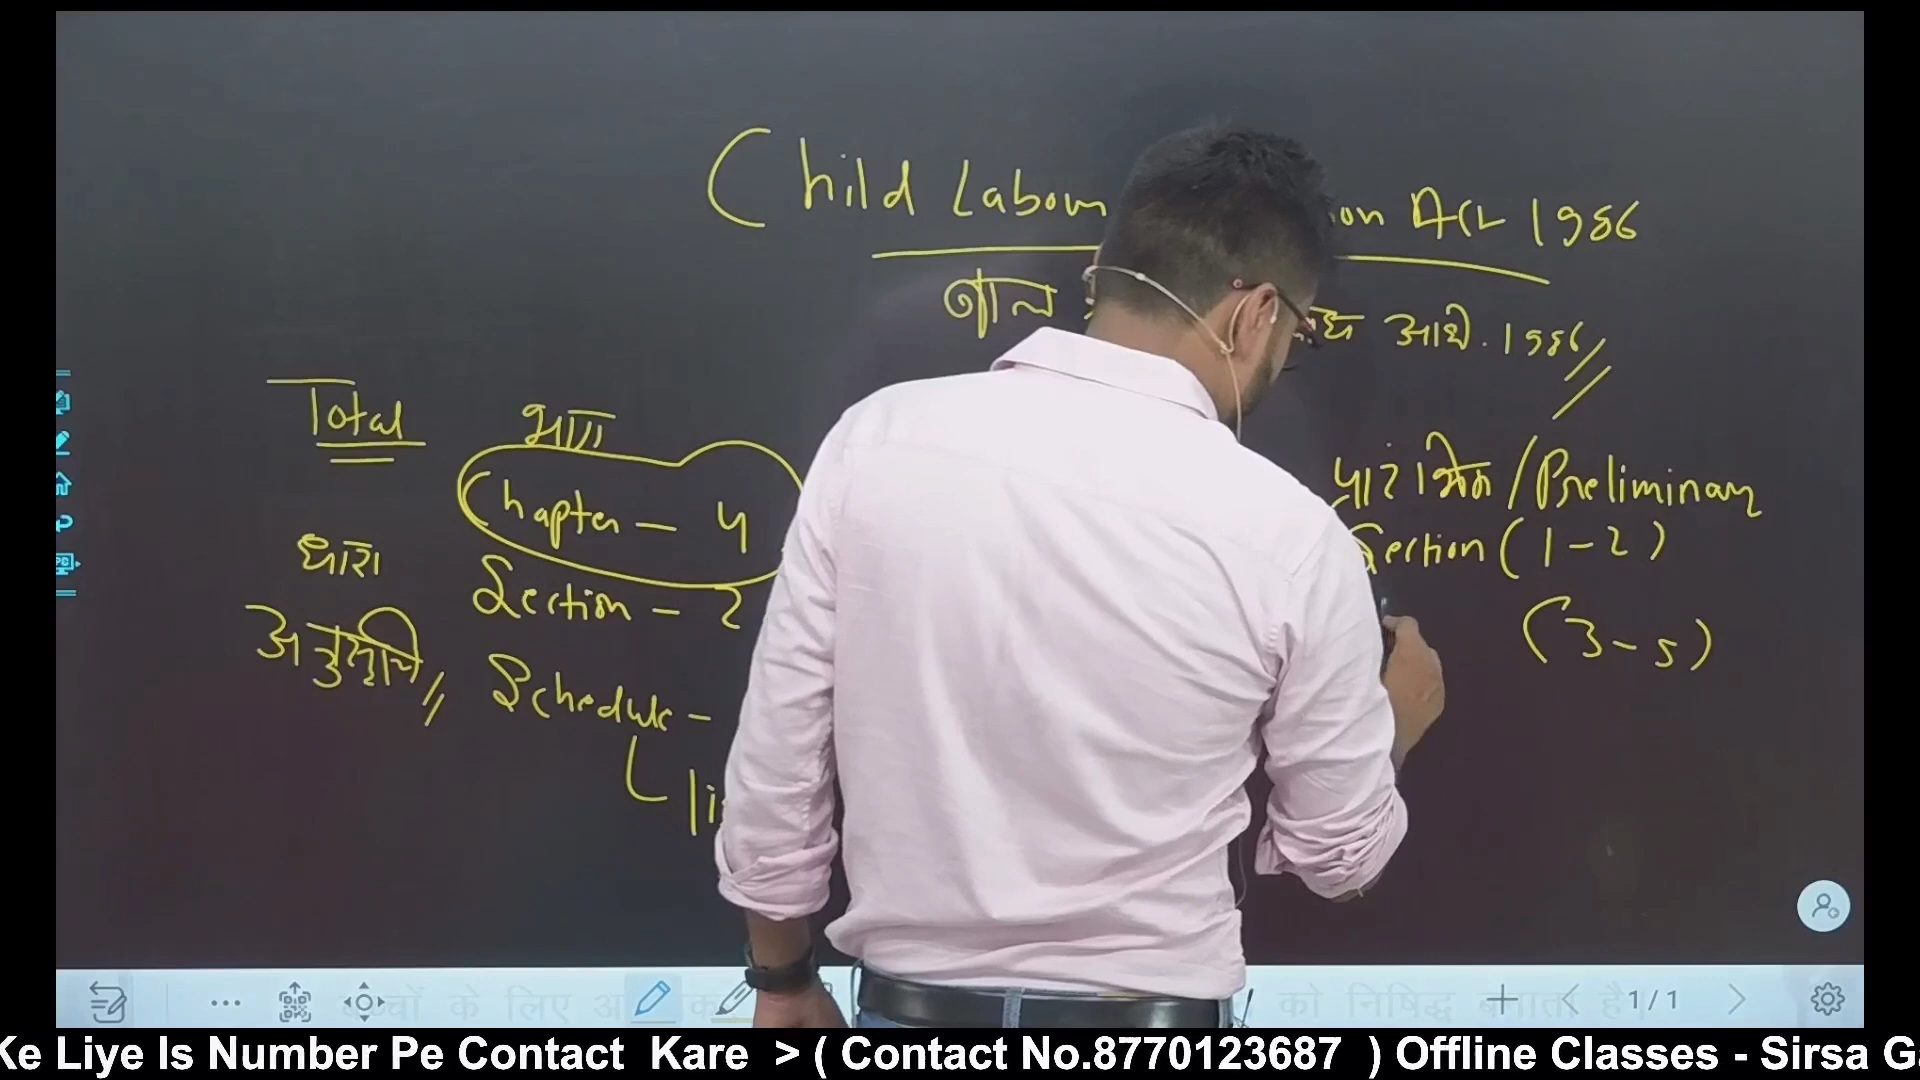 Child Labour Act 1986
बाल आधि. 1986
Total भाग
Chapter - 4
धारा Section - 2
अनुसूचि Schedule -
प्रारंभिक / Preliminary
Section (1-2)
(3-5)
के लिए को निषिद्ध बनाता है।
1/1
Ke Liye Is Number Pe Contact Kare > ( Contact No.8770123687 ) Offline Classes - Sirsa